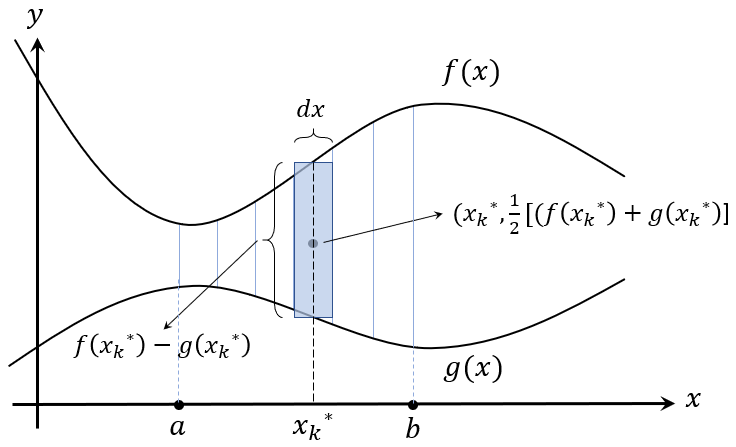 y
f(x)
dx
(x_k*, 1/2 [(f(x_k*) + g(x_k*)]
f(x_k*) − g(x_k*)
g(x)
x
a
x_k*
b